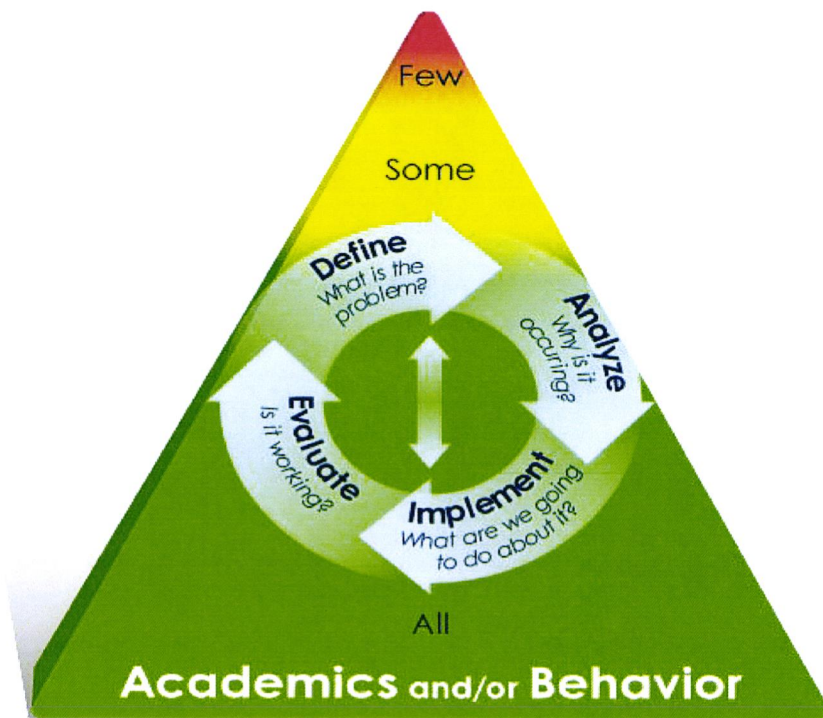 Few
Some
Define
What is the
problem?
Analyze
Why is it
occuring?
Implement
What are we going
to do about it?
Evaluate
Is it working?
All
Academics and/or Behavior